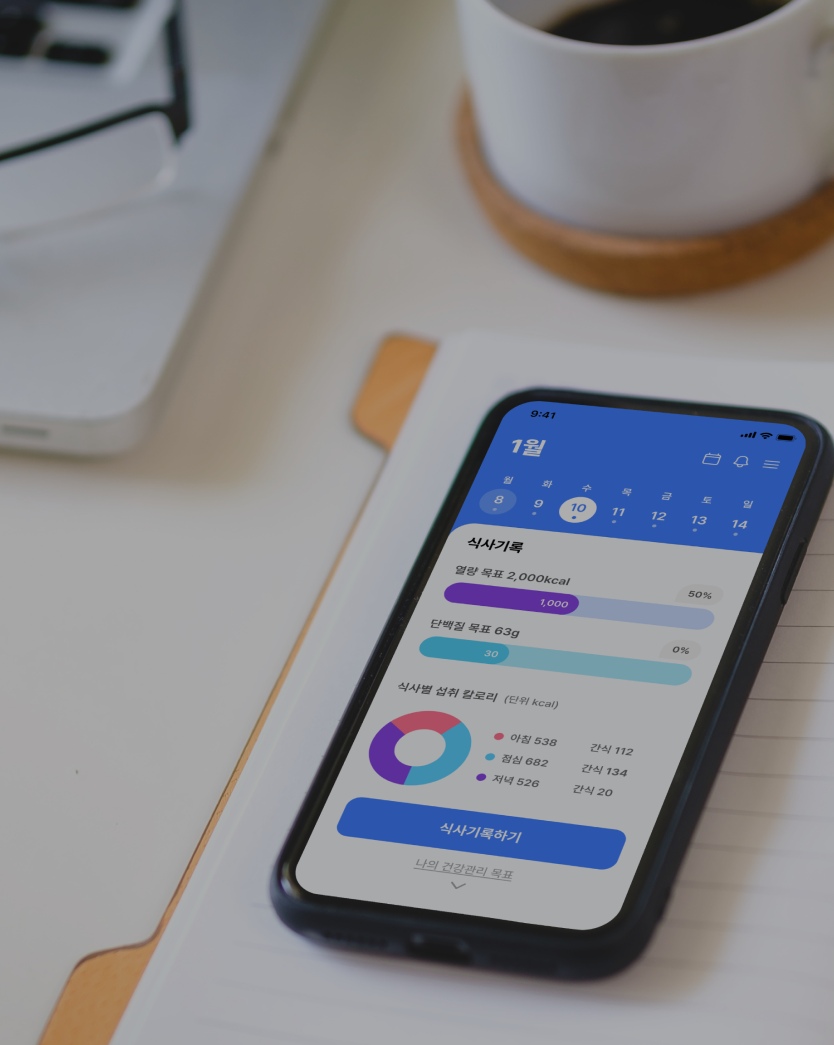 9:41
1월
월 화 수 목 금 토 일
8 9 10 11 12 13 14
식사기록
열량 목표 2,000kcal
50%
1,000
단백질 목표 63g
0%
30
식사별 섭취 칼로리 (단위 kcal)
아침 538 간식 112
점심 682 간식 134
저녁 526 간식 20
식사기록하기
나의 건강관리 목표